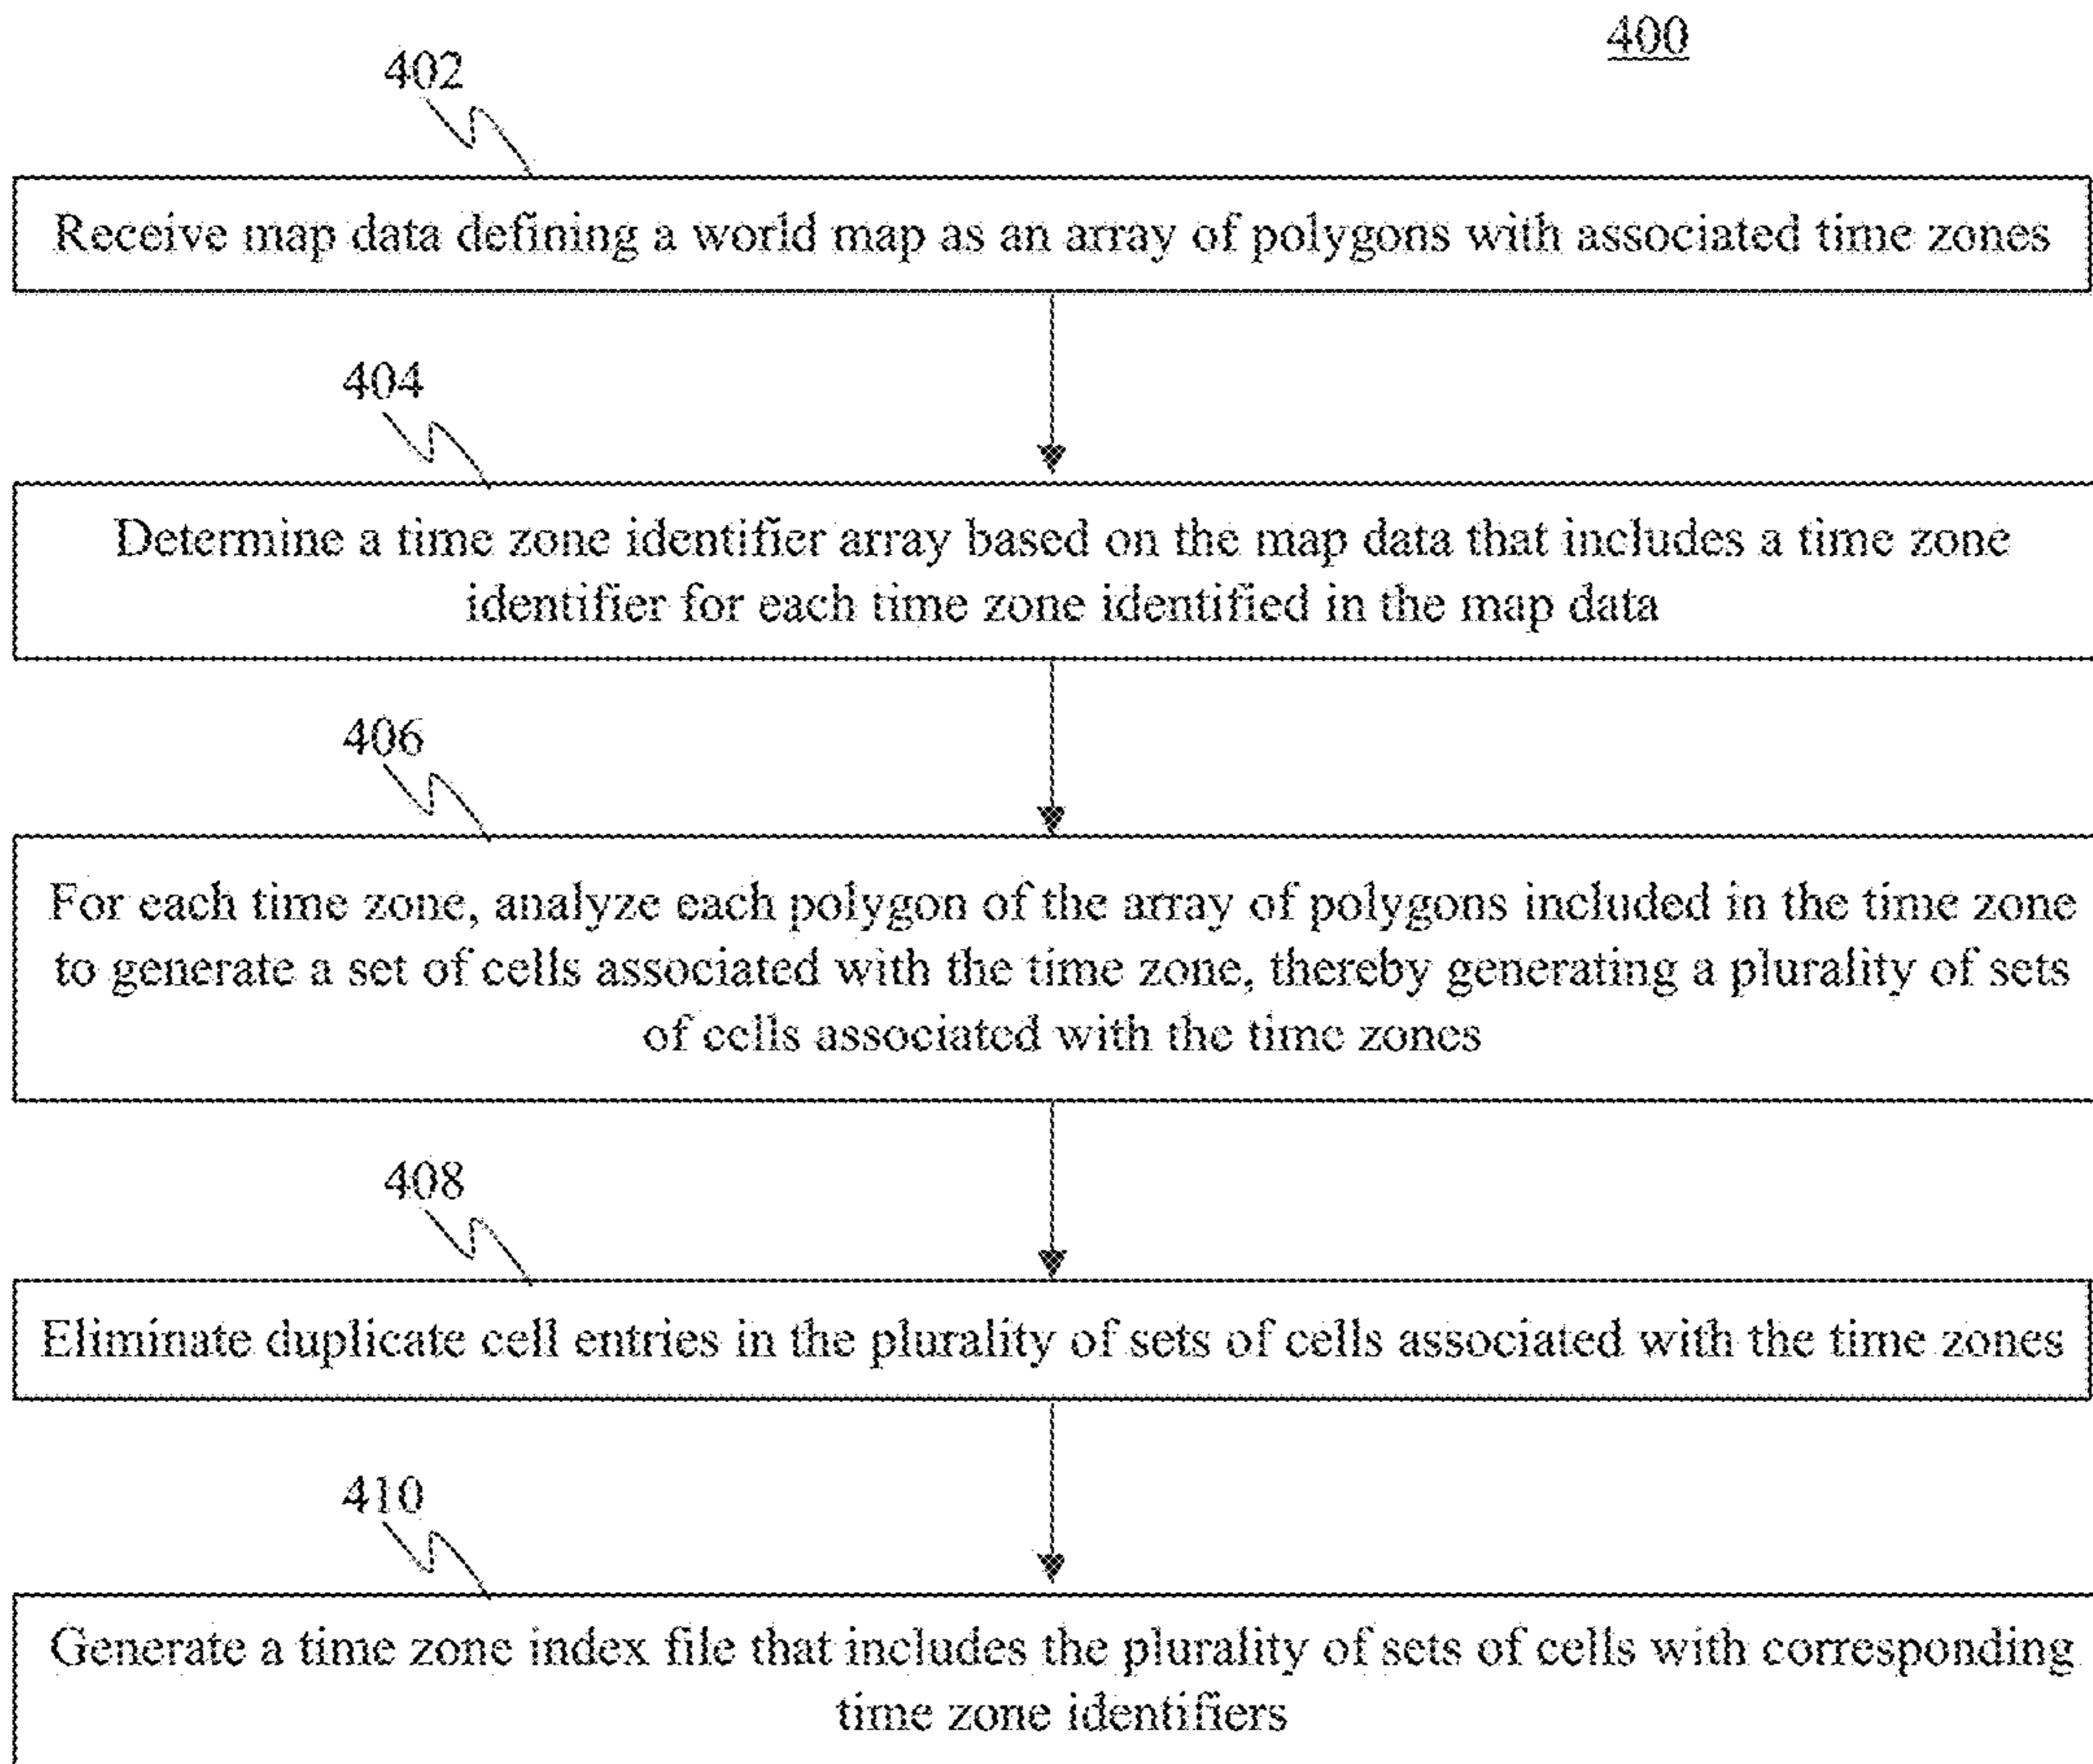 400
402
Receive map data defining a world map as an array of polygons with associated time zones
404
Determine a time zone identifier array based on the map data that includes a time zone
identifier for each time zone identified in the map data
406
For each time zone, analyze each polygon of the array of polygons included in the time zone
to generate a set of cells associated with the time zone, thereby generating a plurality of sets
of cells associated with the time zones
408
Eliminate duplicate cell entries in the plurality of sets of cells associated with the time zones
410
Generate a time zone index file that includes the plurality of sets of cells with corresponding
time zone identifiers